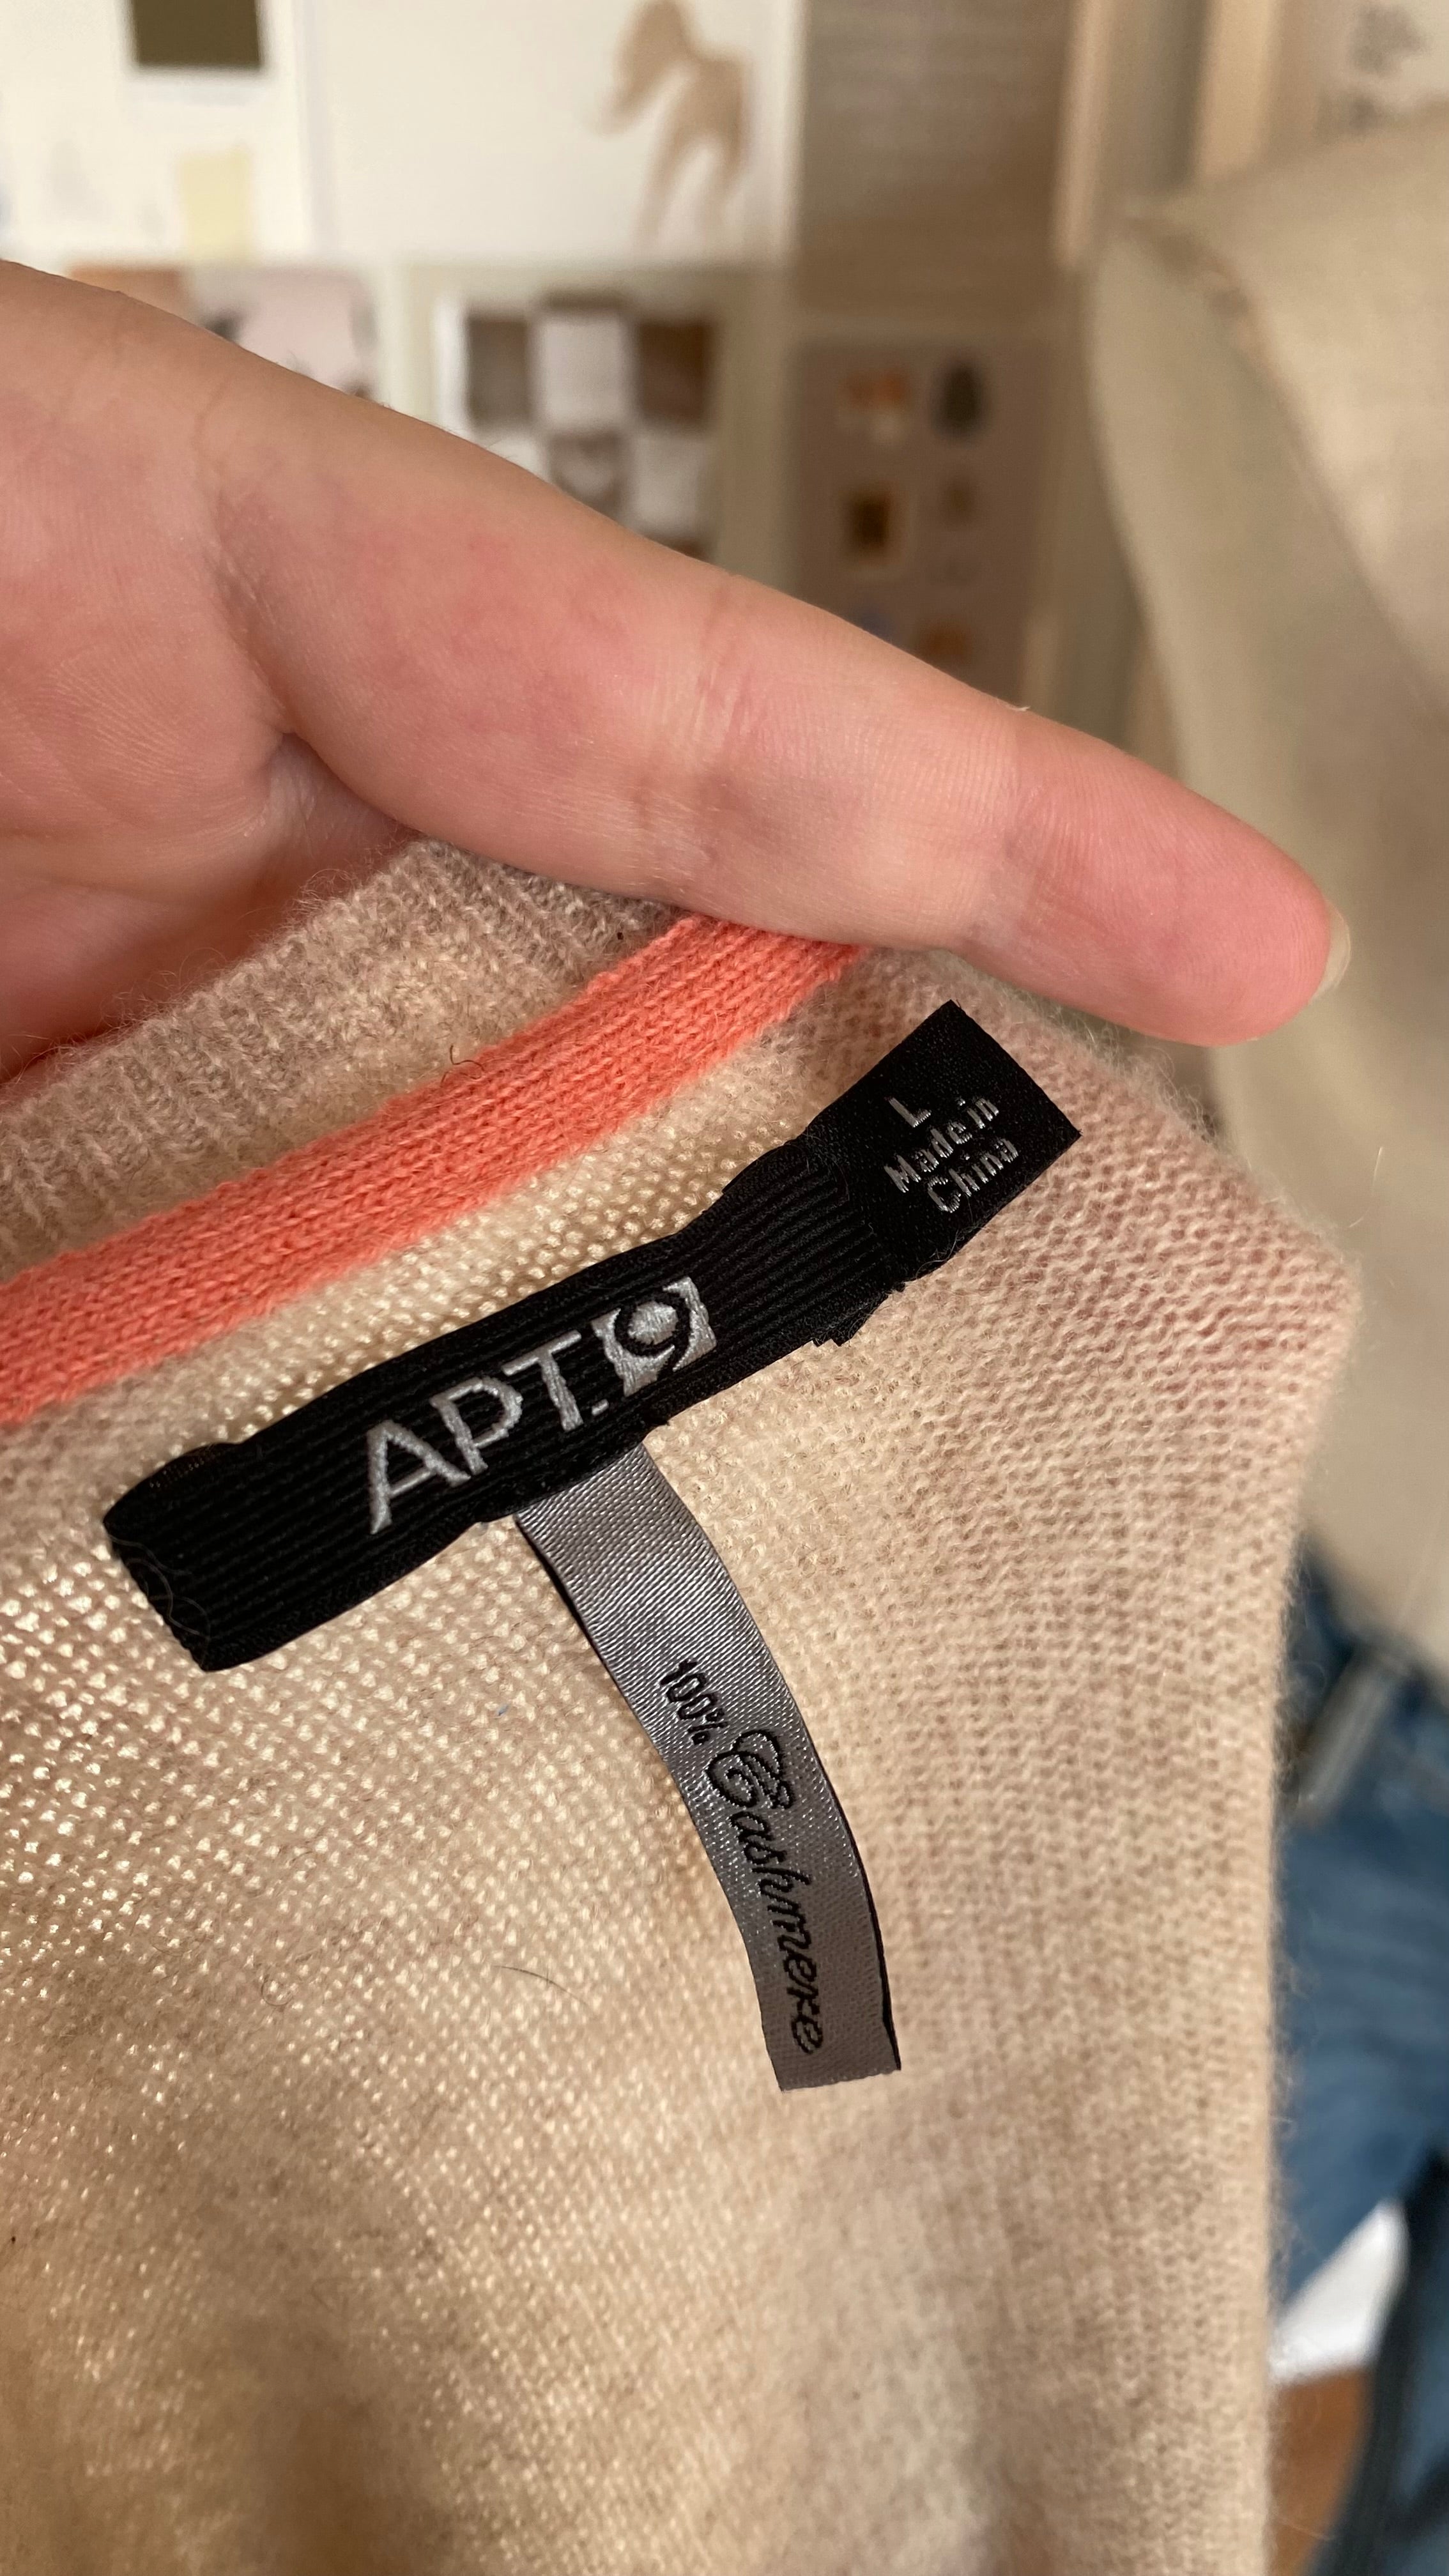 APT.9
L
Made in
China
100% Cashmere